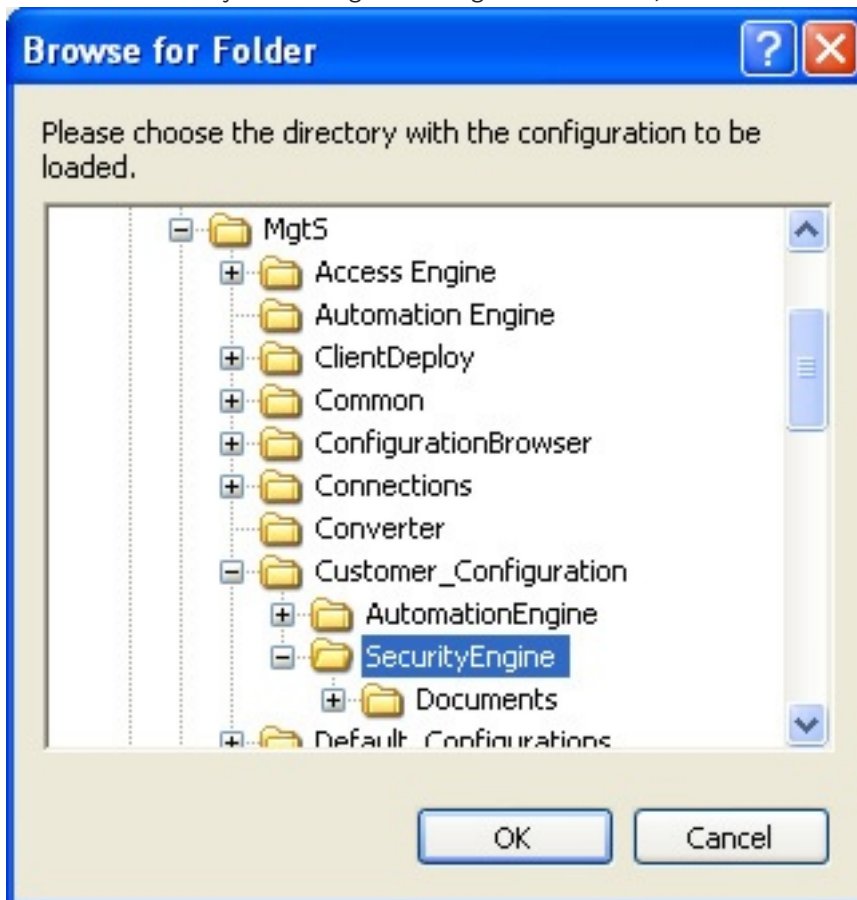 Browse for Folder
Please choose the directory with the configuration to be
loaded.
MgtS
Access Engine
Automation Engine
ClientDeploy
Common
ConfigurationBrowser
Connections
Converter
Customer_Configuration
AutomationEngine
SecurityEngine
Documents
Default_Configurations
OK
Cancel